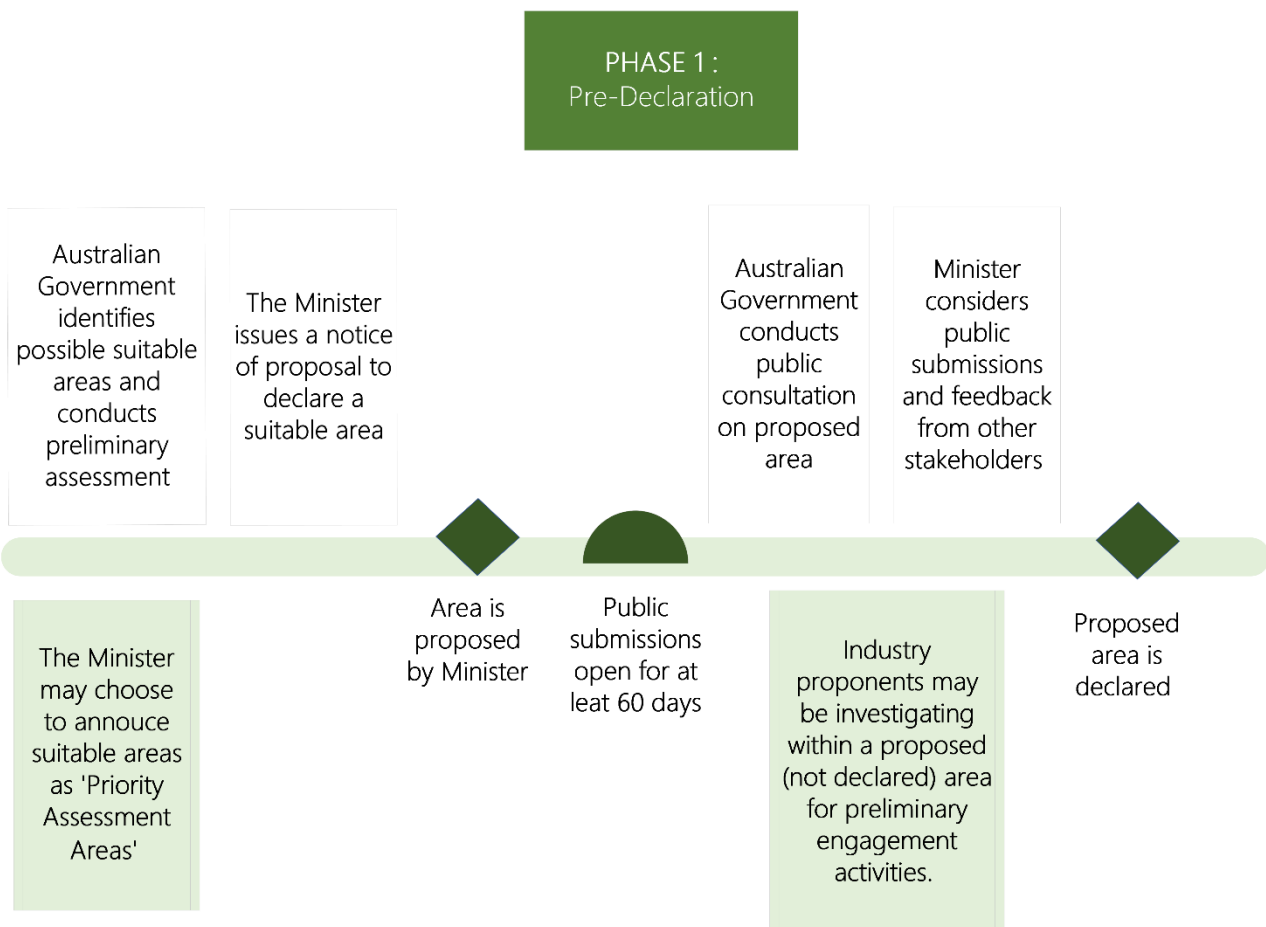 PHASE 1 :
Pre-Declaration
Australian
Government
identifies
possible suitable
areas and
conducts
preliminary
assessment
The Minister
issues a notice
of proposal to
declare a
suitable area
Australian
Government
conducts
public
consultation
on proposed
area
Minister
considers
public
submissions
and feedback
from other
stakeholders
The Minister
may choose
to annouce
suitable areas
as 'Priority
Assessment
Areas'
Area is
proposed
by Minister
Public
submissions
open for at
leat 60 days
Industry
proponents may
be investigating
within a proposed
(not declared) area
for preliminary
engagement
activities.
Proposed
area is
declared